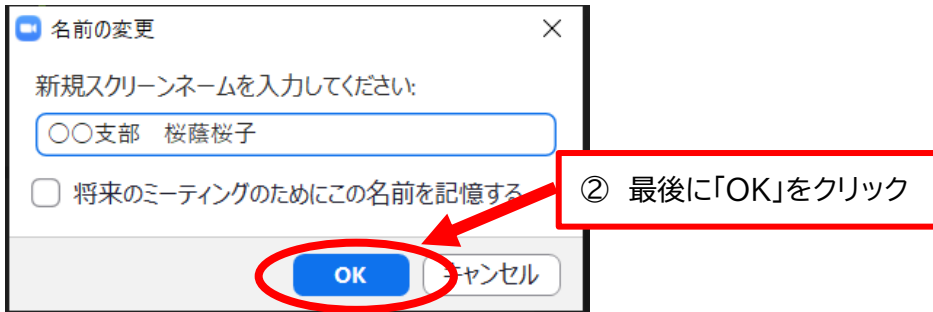 名前の変更
新規スクリーンネームを入力してください:
○○支部　桜蔭桜子
将来のミーティングのためにこの名前を記憶する
② 最後に「OK」をクリック
OK
キャンセル